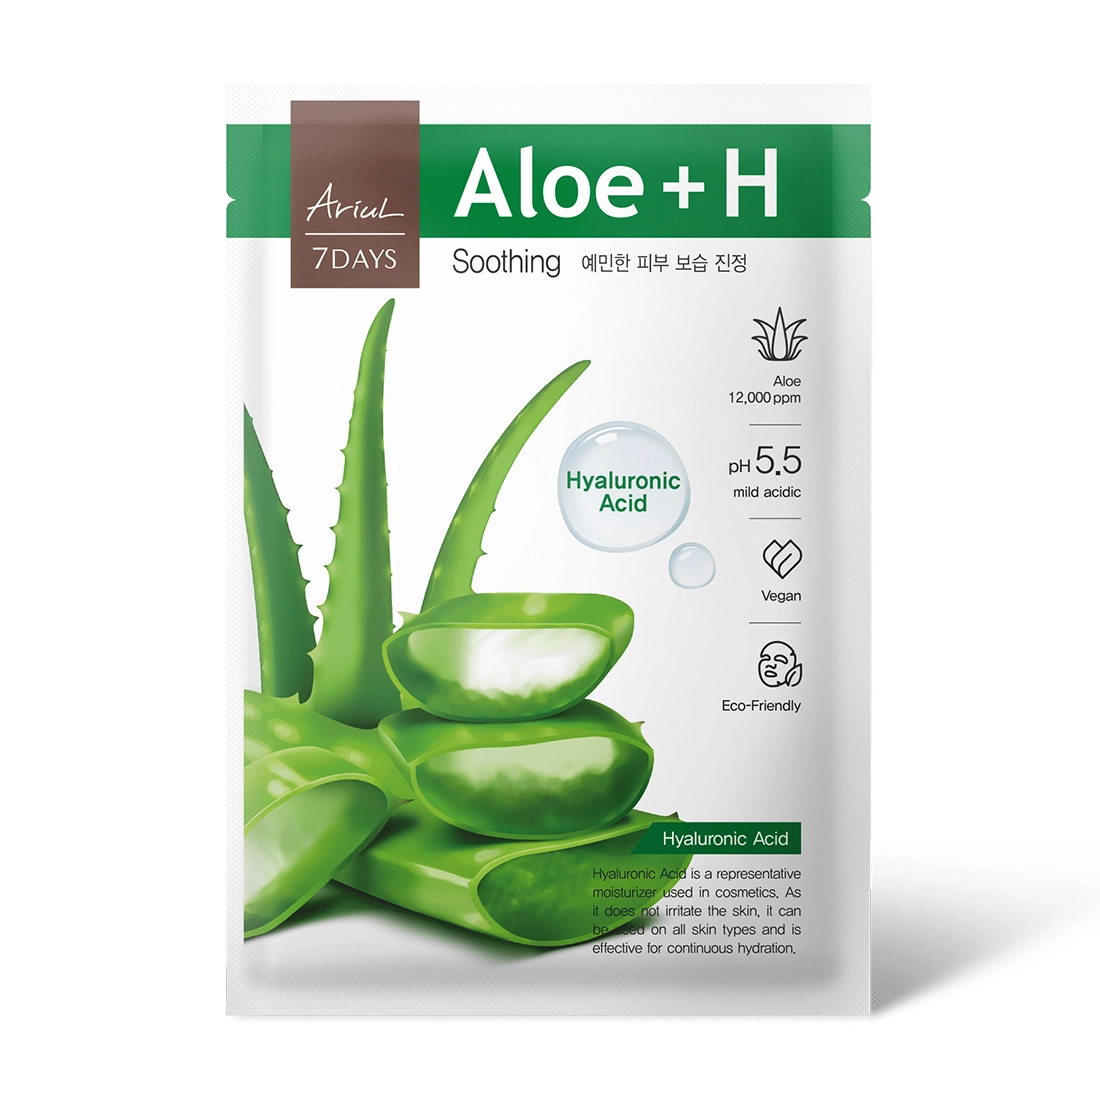 Ariul
7DAYS
Aloe + H
Soothing 예민한 피부 보습 진정
Aloe
12,000 ppm
pH 5.5
mild acidic
Vegan
Eco-Friendly
Hyaluronic
Acid
Hyaluronic Acid
Hyaluronic Acid is a representative
moisturizer used in cosmetics. As
it does not irritate the skin, it can
be used on all skin types and is
effective for continuous hydration.